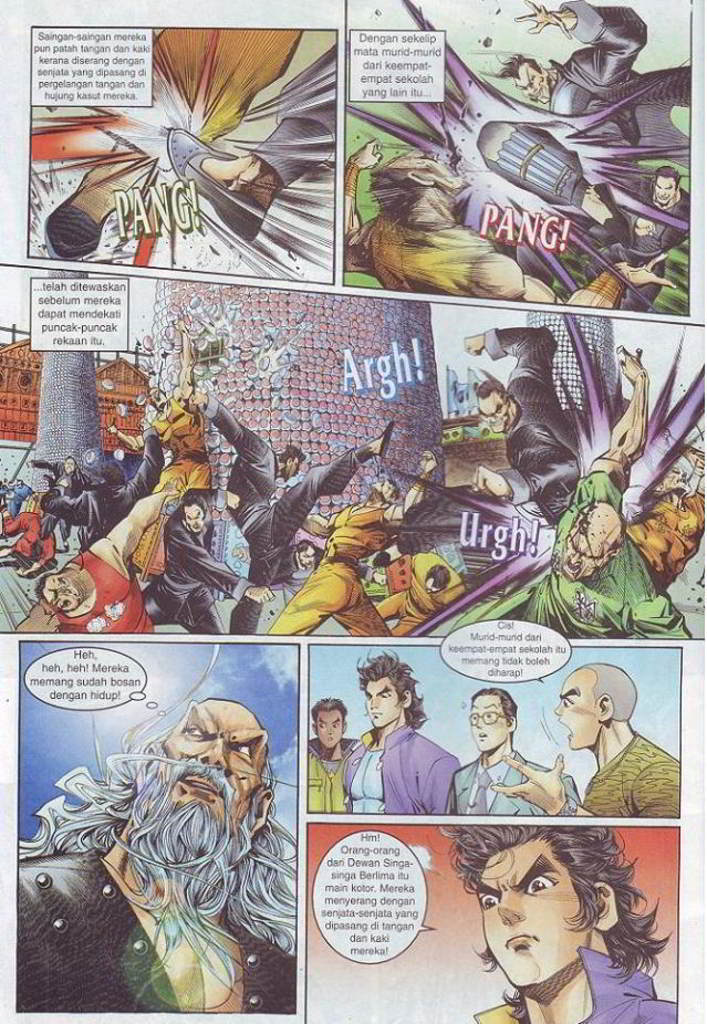 Saingan-saingan mereka
pun patah tangan dan kaki
kerana diserang dengan
senjata yang dipasang di
pergelangan tangan dan
hujung kasut mereka.
PANG!
Dengan sekelip
mata murid-murid
dari keempat-
empat sekolah
yang lain itu...
PANG!
...telah ditewaskan
sebelum mereka
dapat mendekati
puncak-puncak
rekaan itu.
Argh!
Urgh!
Heh,
heh, heh! Mereka
memang sudah bosan
dengan hidup!
Cis!
Murid-murid dari
keempat-empat sekolah itu
memang tidak boleh
diharap!
Hm!
Orang-orang
dari Dewan Singa-
singa Berlima itu
main kotor. Mereka
menyerang dengan
senjata-senjata yang
dipasang di tangan
dan kaki
mereka!